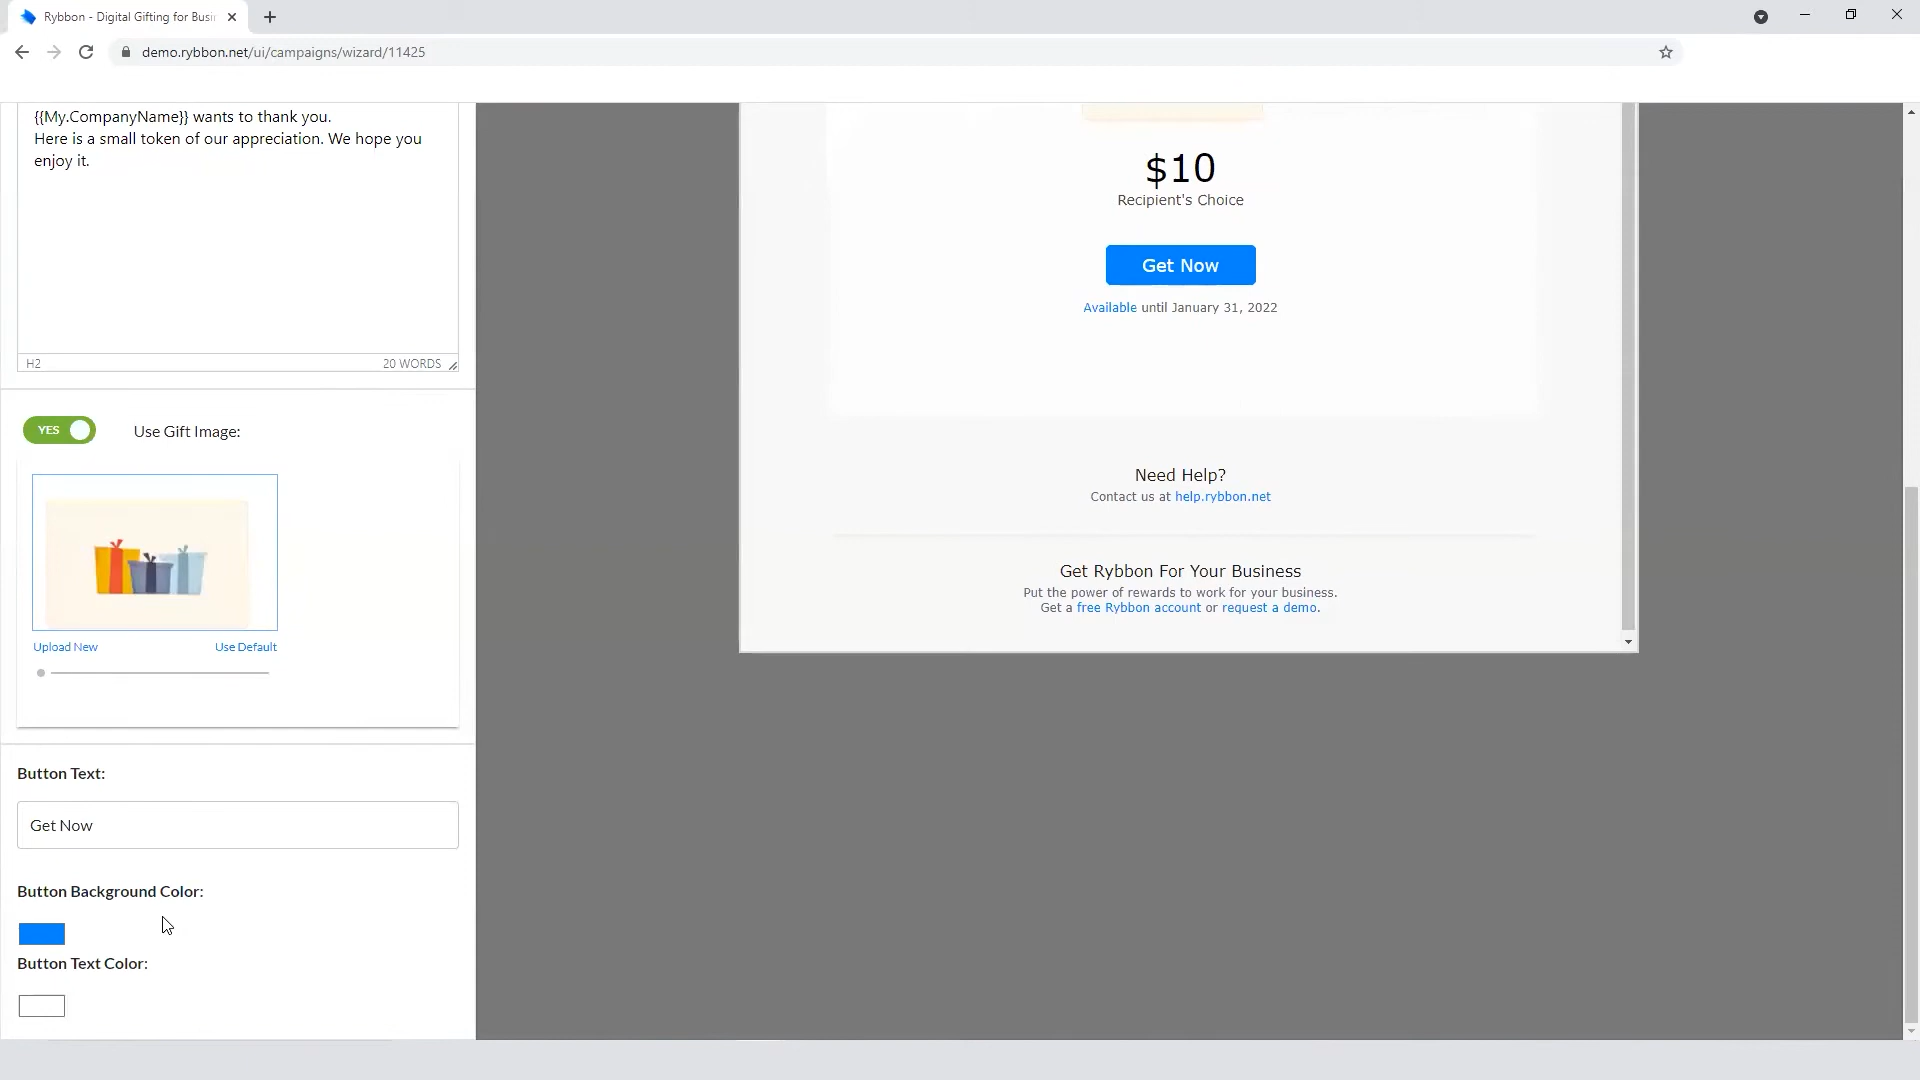 Rybbon - Digital Gifting for Busi
demo.rybbon.net/ui/campaigns/wizard/11425
{{My.CompanyName}} wants to thank you.
Here is a small token of our appreciation. We hope you
enjoy it.
H2
20 WORDS
YES
Use Gift Image:
Upload New
Use Default
Button Text:
Get Now
Button Background Color:
Button Text Color:
$10
Recipient's Choice
Get Now
Available until January 31, 2022
Need Help?
Contact us at help.rybbon.net
Get Rybbon For Your Business
Put the power of rewards to work for your business.
Get a free Rybbon account or request a demo.